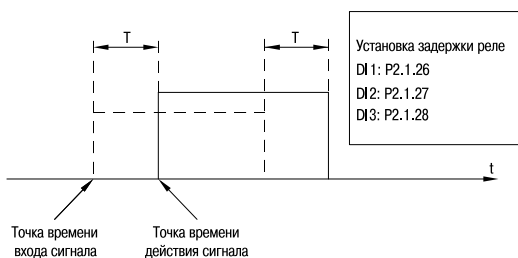 T
T
Установка задержки реле
DI1: P2.1.26
DI2: P2.1.27
DI3: P2.1.28
t
Точка времени
входа сигнала
Точка времени
действия сигнала